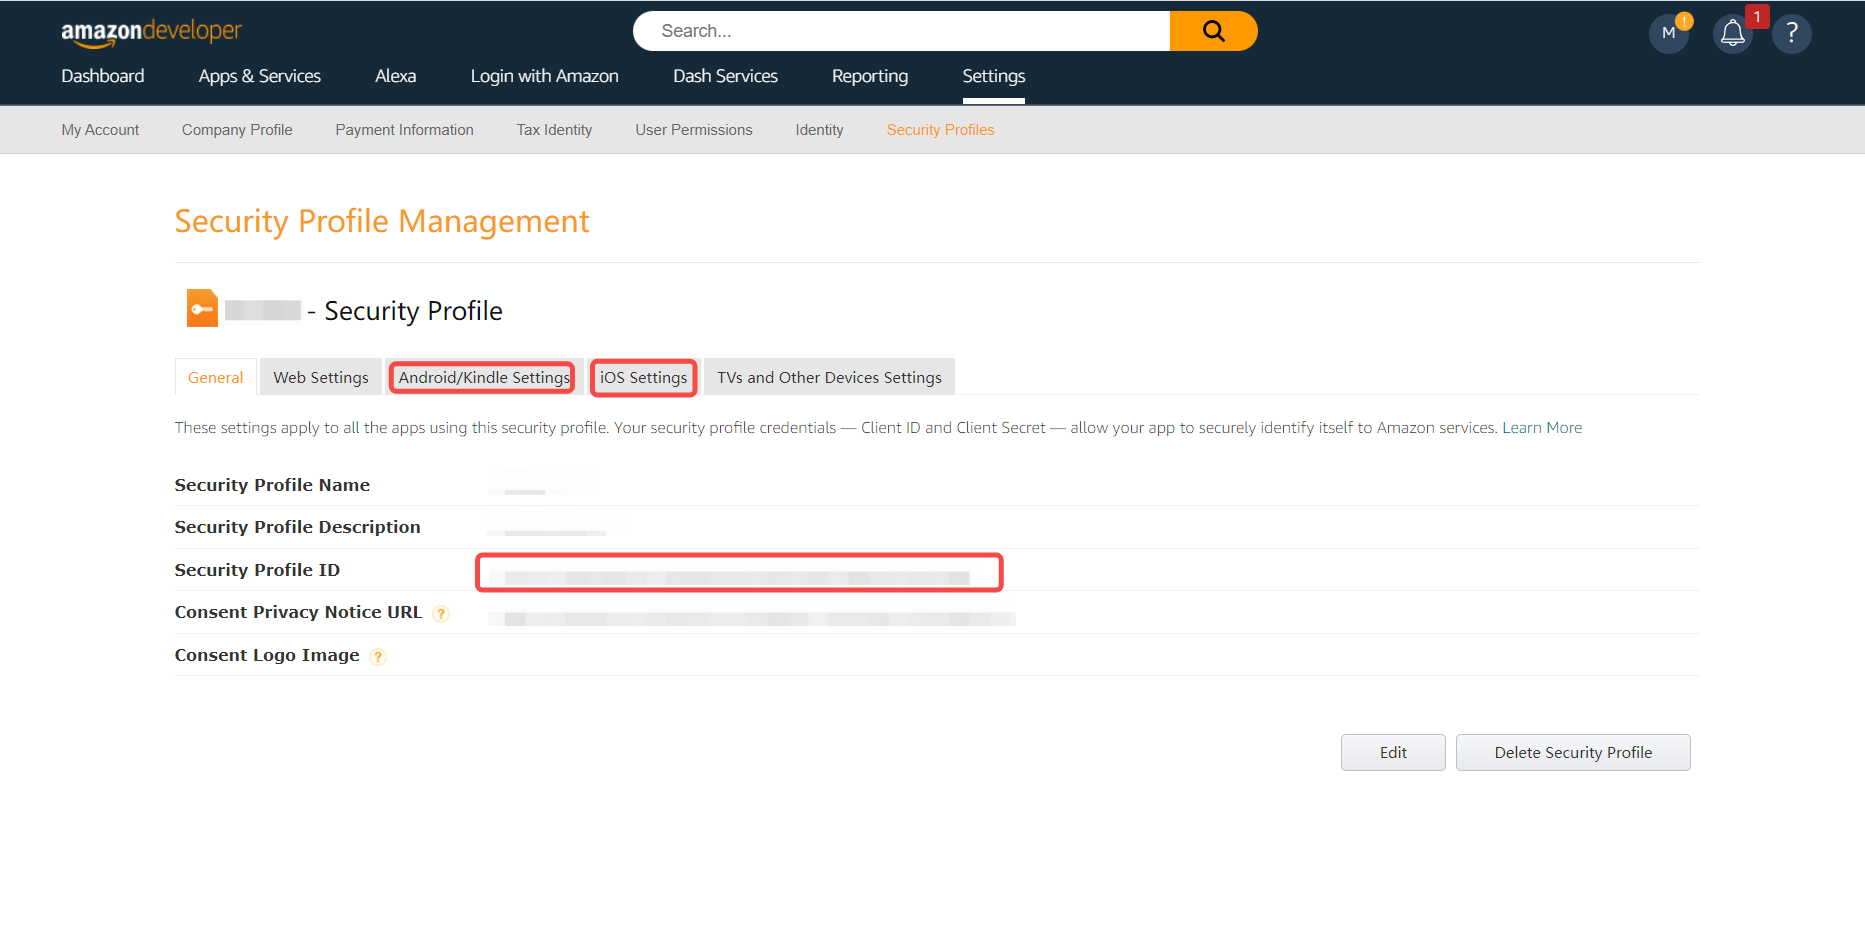 amazondeveloper
Search...
M
!
1
?
Dashboard Apps & Services Alexa Login with Amazon Dash Services Reporting Settings
My Account Company Profile Payment Information Tax Identity User Permissions Identity Security Profiles
Security Profile Management
- Security Profile
General Web Settings Android/Kindle Settings iOS Settings TVs and Other Devices Settings
These settings apply to all the apps using this security profile. Your security profile credentials — Client ID and Client Secret — allow your app to securely identify itself to Amazon services. Learn More
Security Profile Name
Security Profile Description
Security Profile ID
Consent Privacy Notice URL ?
Consent Logo Image ?
Edit Delete Security Profile